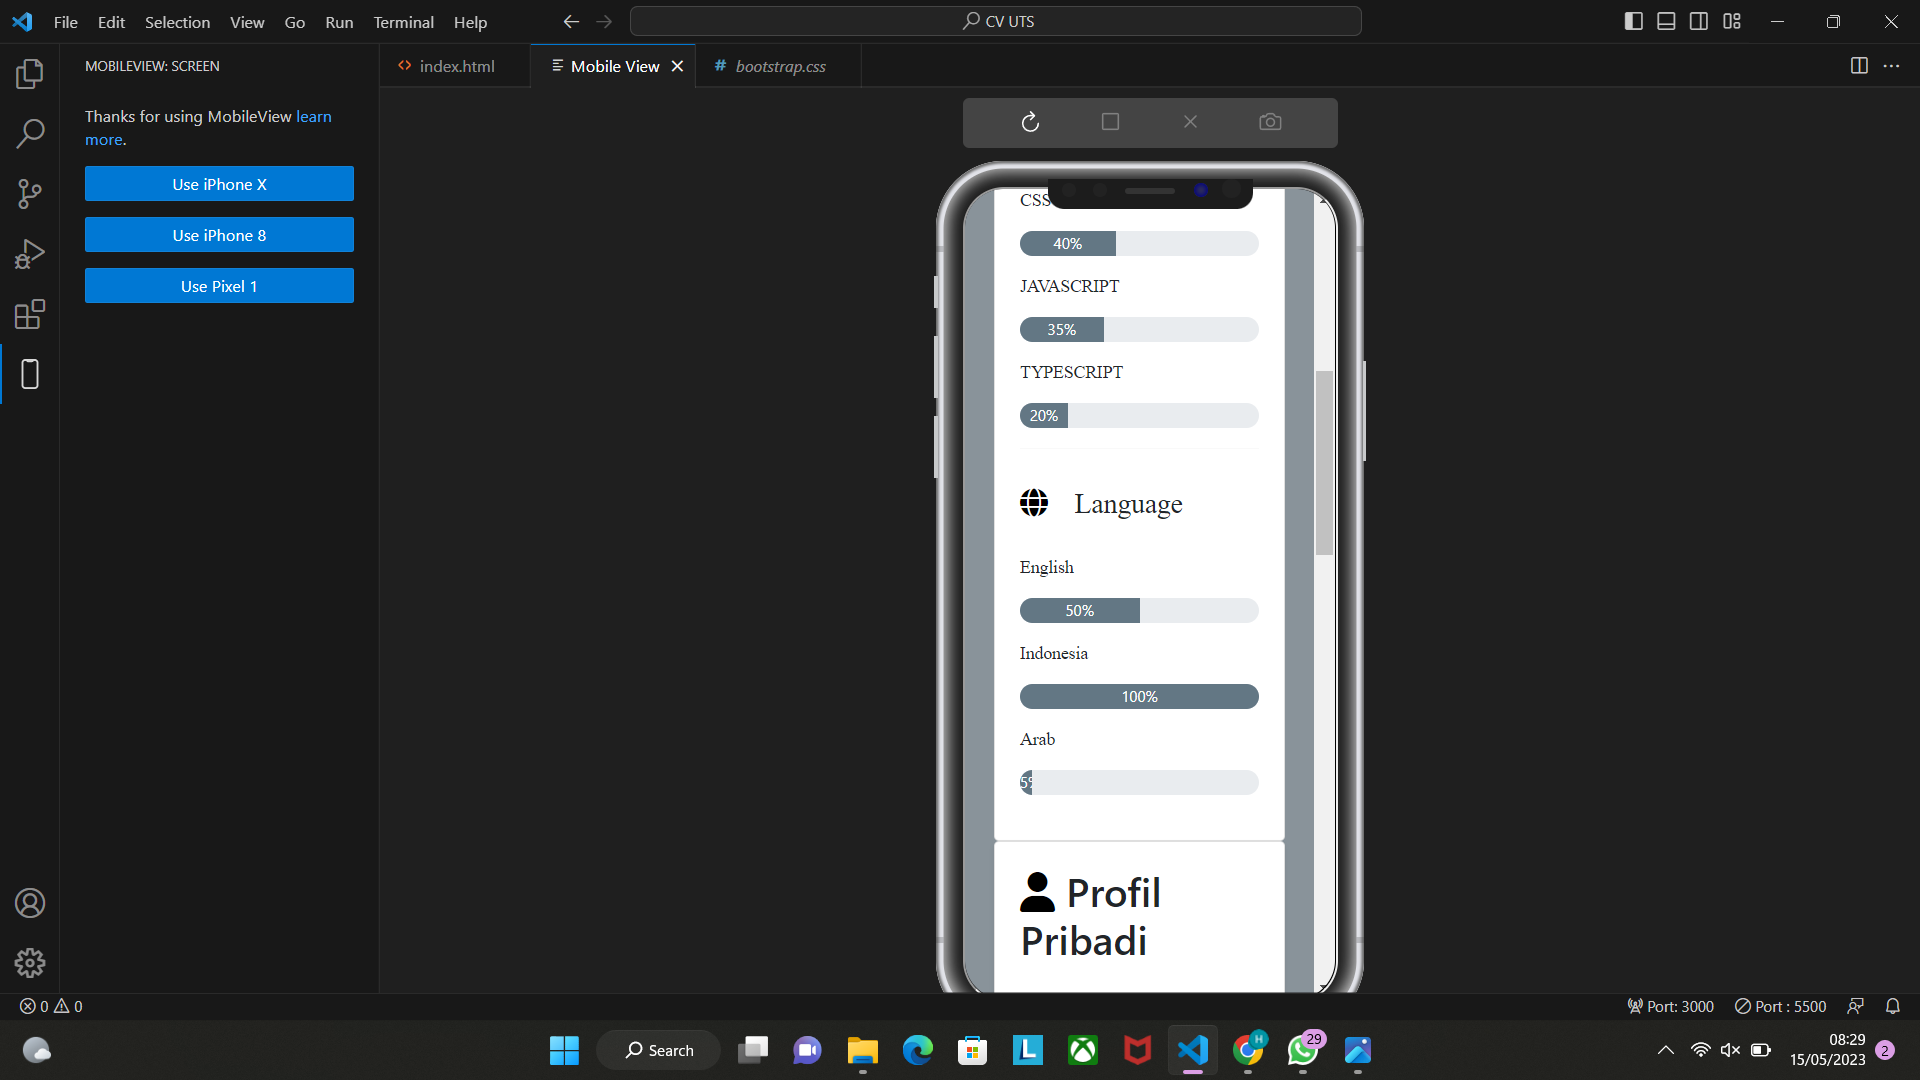 File Edit Selection View Go Run Terminal Help
CV UTS
MOBILEVIEW: SCREEN
index.html
Mobile View
bootstrap.css
Thanks for using MobileView learn
more.
Use iPhone X
Use iPhone 8
Use Pixel 1
CSS
40%
JAVASCRIPT
35%
TYPESCRIPT
20%
Language
English
50%
Indonesia
100%
Arab
5%
Profil
Pribadi
0 0
Port: 3000
Port : 5500
Search
H
29
08:29
15/05/2023
2